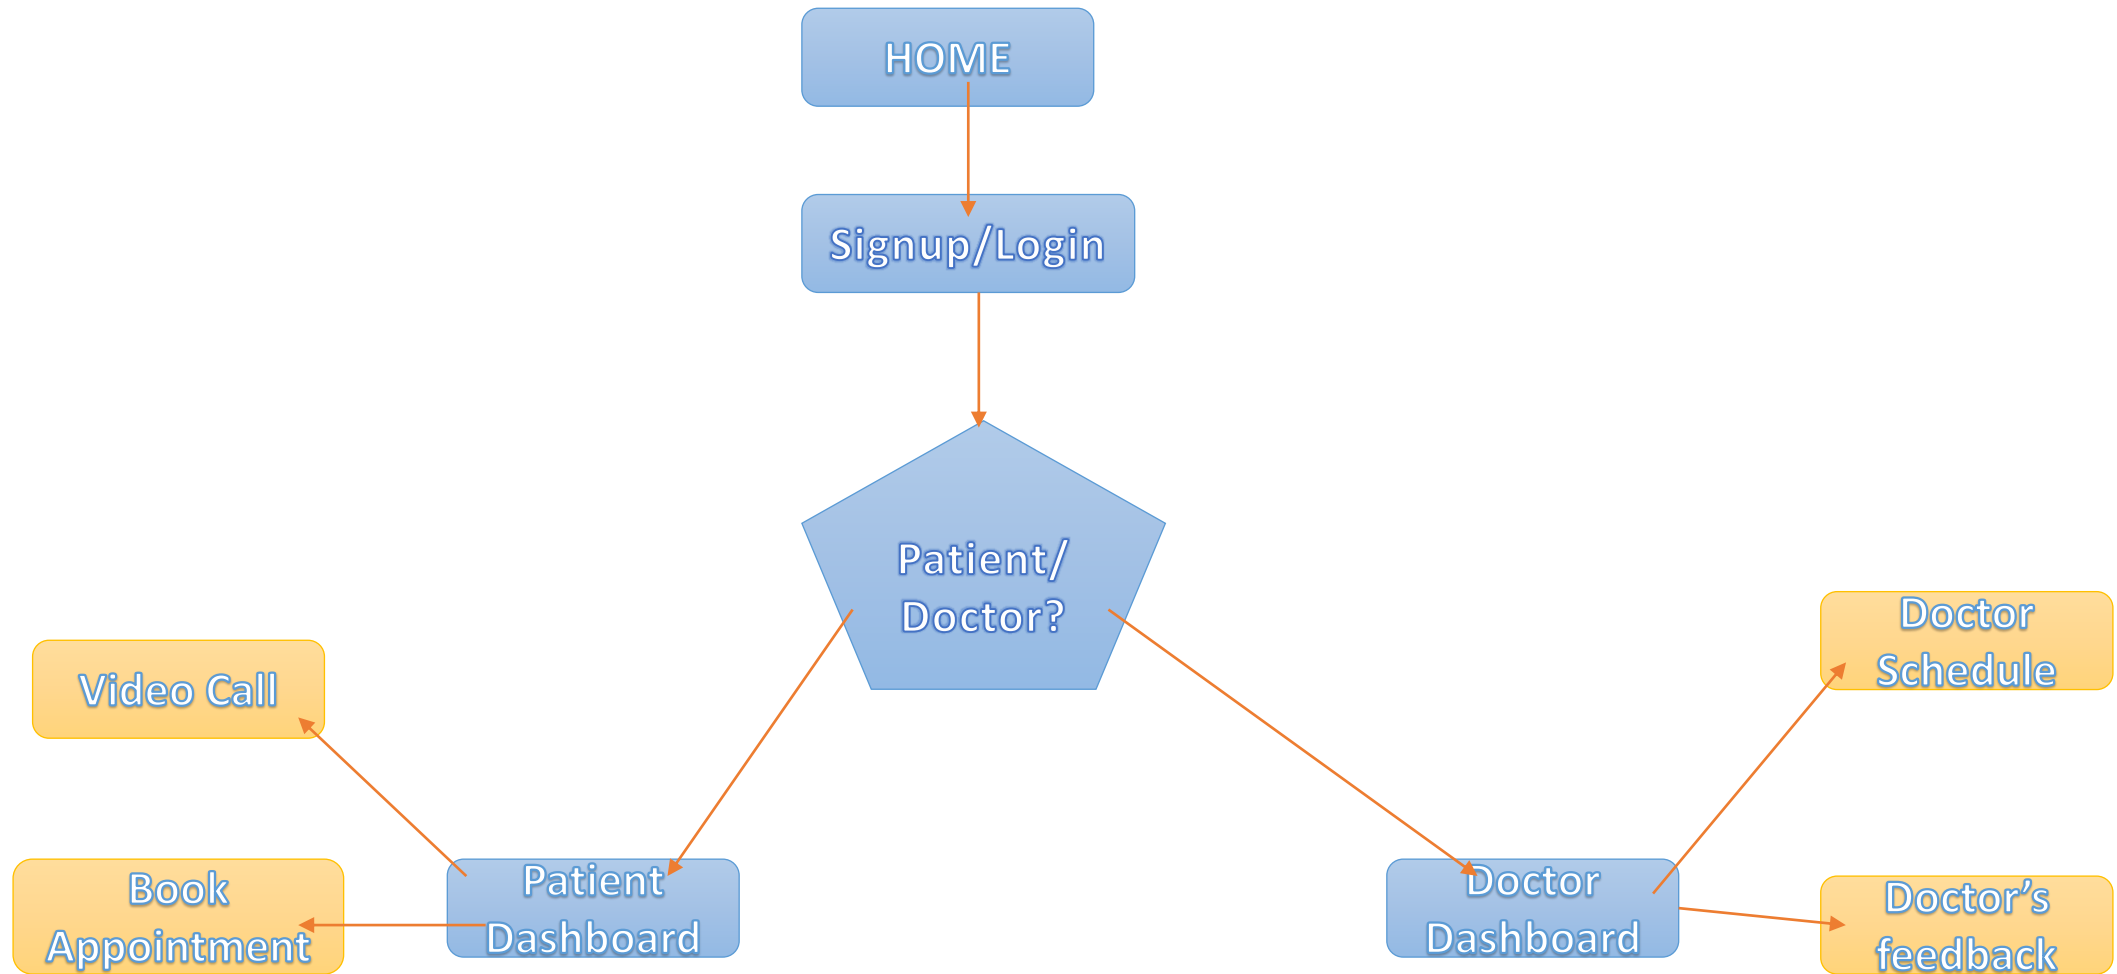 HOME
Signup/Login
Patient/
Doctor?
Video Call
Book
Appointment
Patient
Dashboard
Doctor
Dashboard
Doctor
Schedule
Doctor’s
feedback